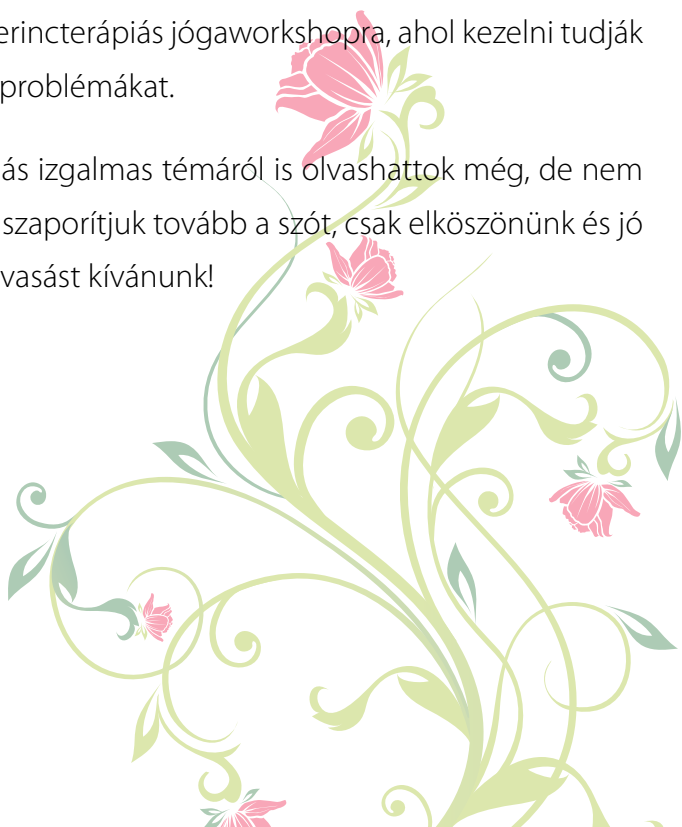 erincterápiás jógaworkshopra, ahol kezelni tudják
problémákat.
ás izgalmas témáról is olvashattok még, de nem
szaporítjuk tovább a szót, csak elköszönünk és jó
vasást kívánunk!